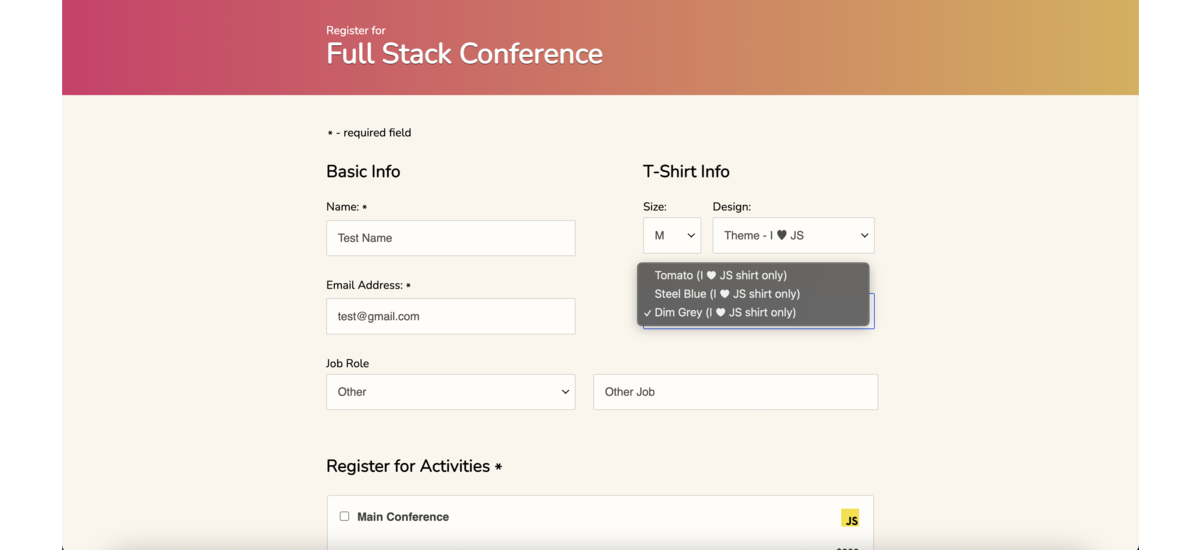 Register for
Full Stack Conference
* - required field
Basic Info
Name: *
Test Name
Email Address: *
test@gmail.com
Job Role
Other
Other Job
T-Shirt Info
Size:
M
Design:
Theme - I ♥ JS
Tomato (I ♥ JS shirt only)
Steel Blue (I ♥ JS shirt only)
✓ Dim Grey (I ♥ JS shirt only)
Register for Activities *
Main Conference
JS